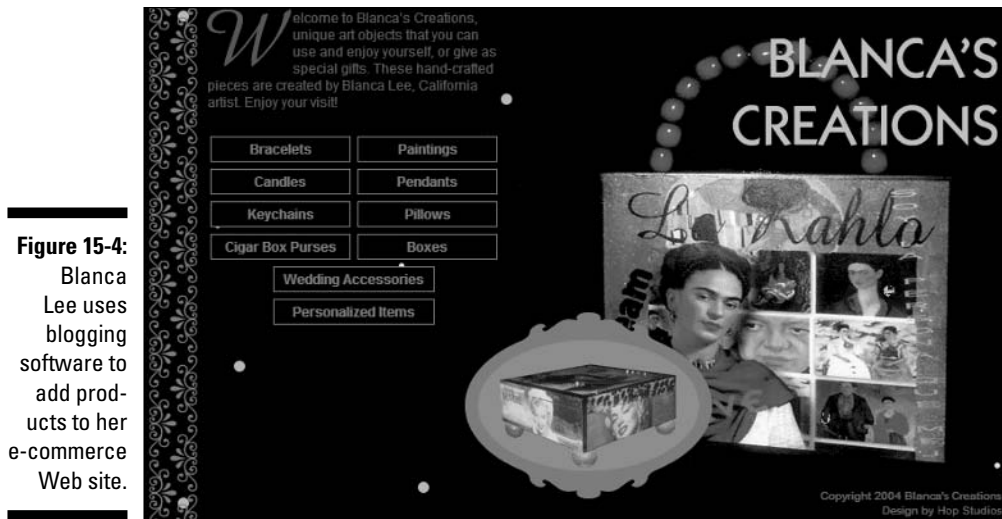 Figure 15-4:
Blanca
Lee uses
blogging
software to
add prod-
ucts to her
e-commerce
Web site.
Welcome to Blanca's Creations,
unique art objects that you can
use and enjoy yourself, or give as
special gifts. These hand-crafted
pieces are created by Blanca Lee, California
artist. Enjoy your visit!
Bracelets
Paintings
Candles
Pendants
Keychains
Pillows
Cigar Box Purses
Boxes
Wedding Accessories
Personalized Items
BLANCA'S
CREATIONS
Kahlo
Copyright 2004 Blanca's Creations
Design by Hop Studios